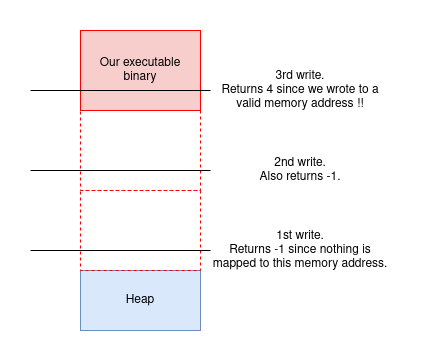 Our executable
binary
3rd write.
Returns 4 since we wrote to a
valid memory address !!
2nd write.
Also returns -1.
1st write.
Returns -1 since nothing is
mapped to this memory address.
Heap